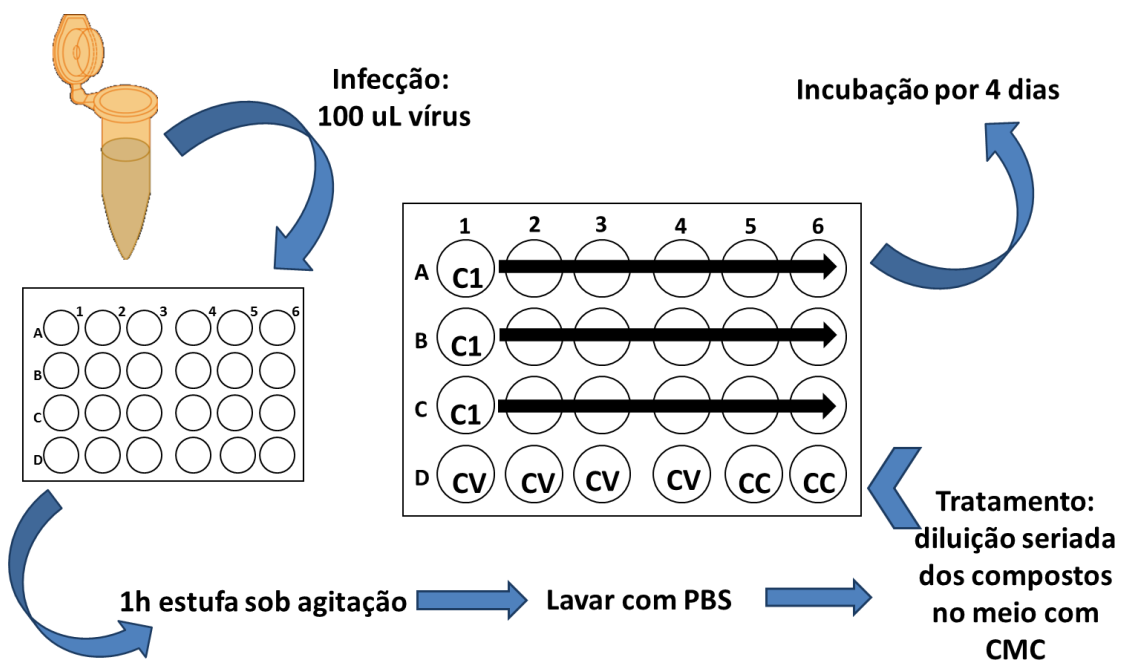 Infecção:
100 uL vírus
Incubação por 4 dias
1 2 3 4 5 6
A
B
C
D
1 2 3 4 5 6
A C1
B C1
C C1
D CV CV CV CV CC CC
1h estufa sob agitação
Lavar com PBS
Tratamento:
diluição seriada
dos compostos
no meio com
CMC